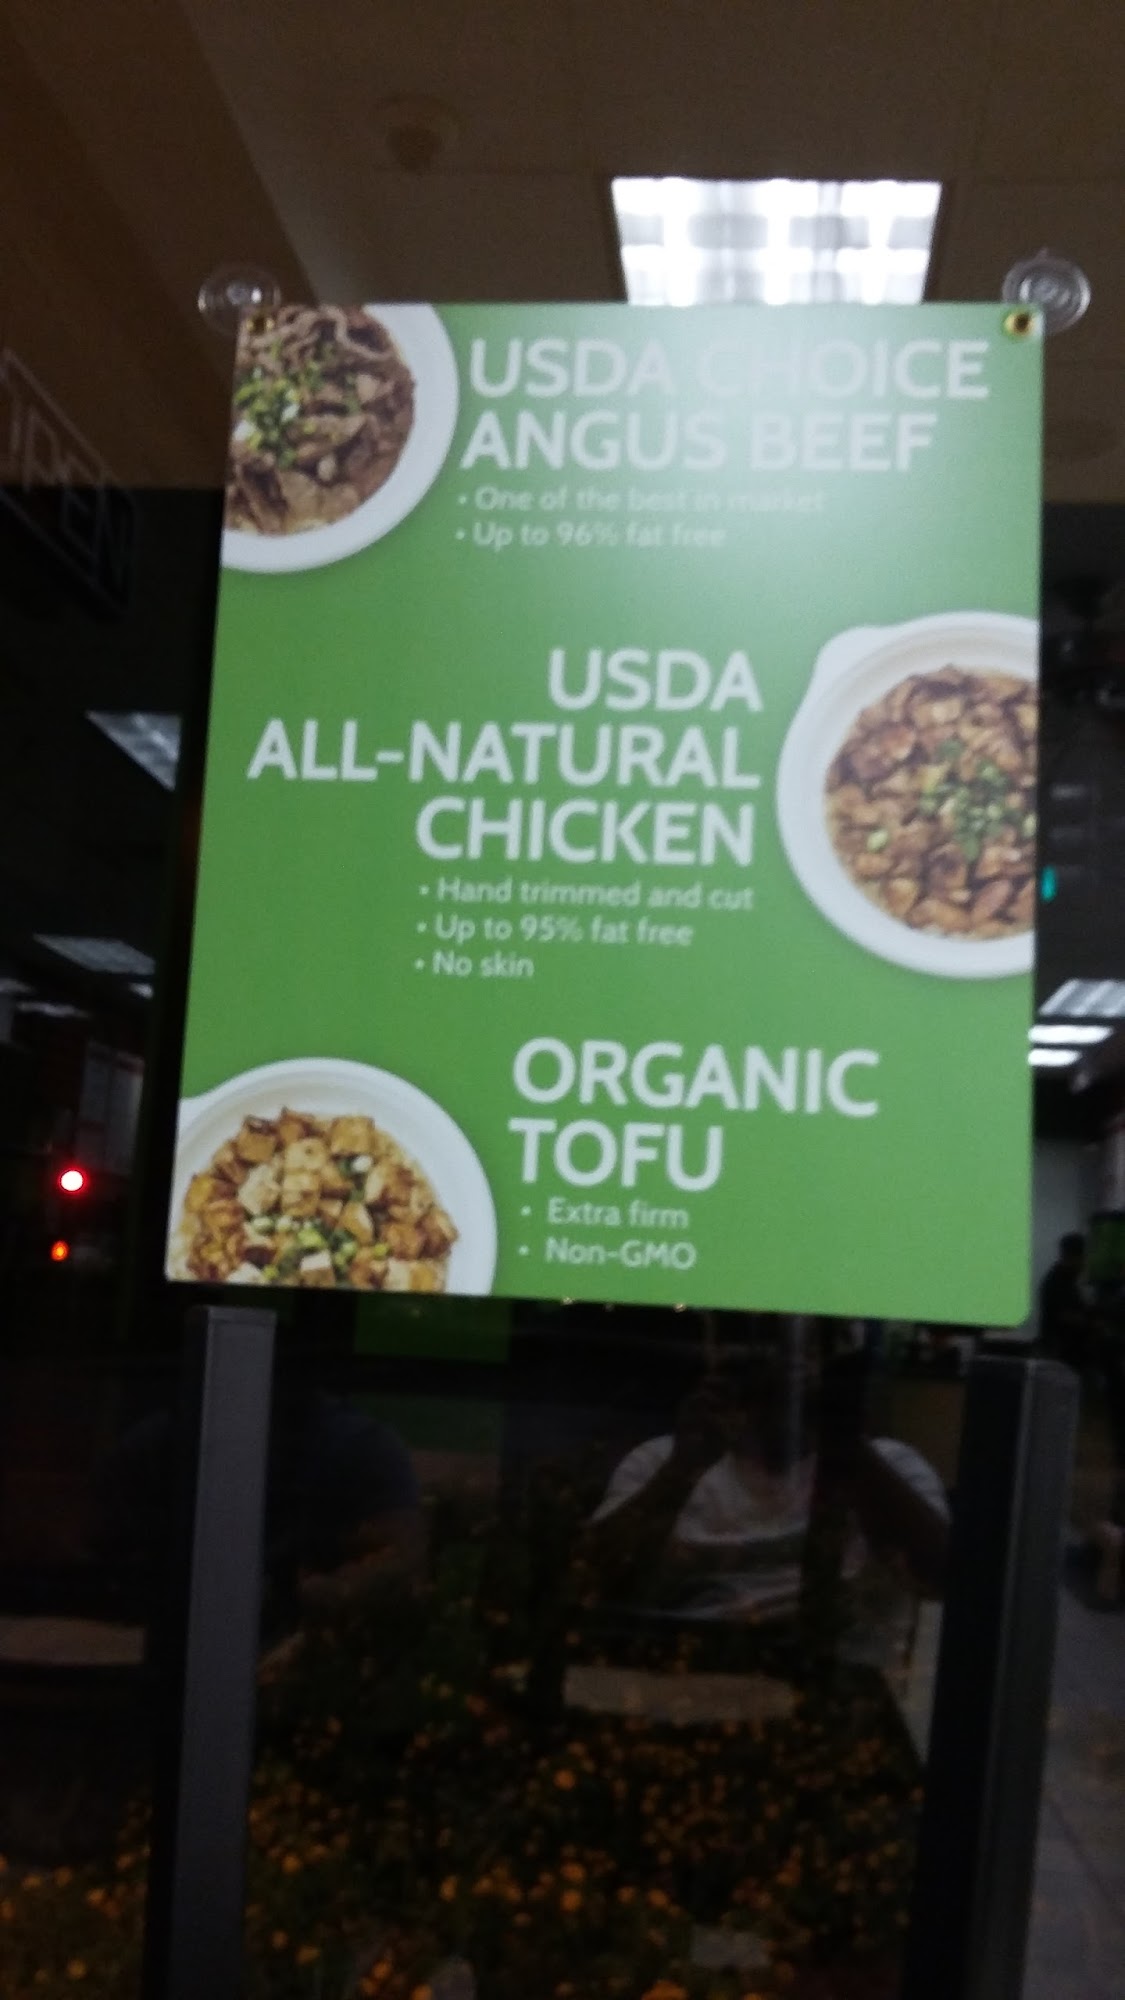 USDA CHOICE
ANGUS BEEF
• One of the best in market
• Up to 96% fat free
USDA
ALL-NATURAL
CHICKEN
• Hand trimmed and cut
• Up to 95% fat free
• No skin
ORGANIC
TOFU
• Extra firm
• Non-GMO
OPEN